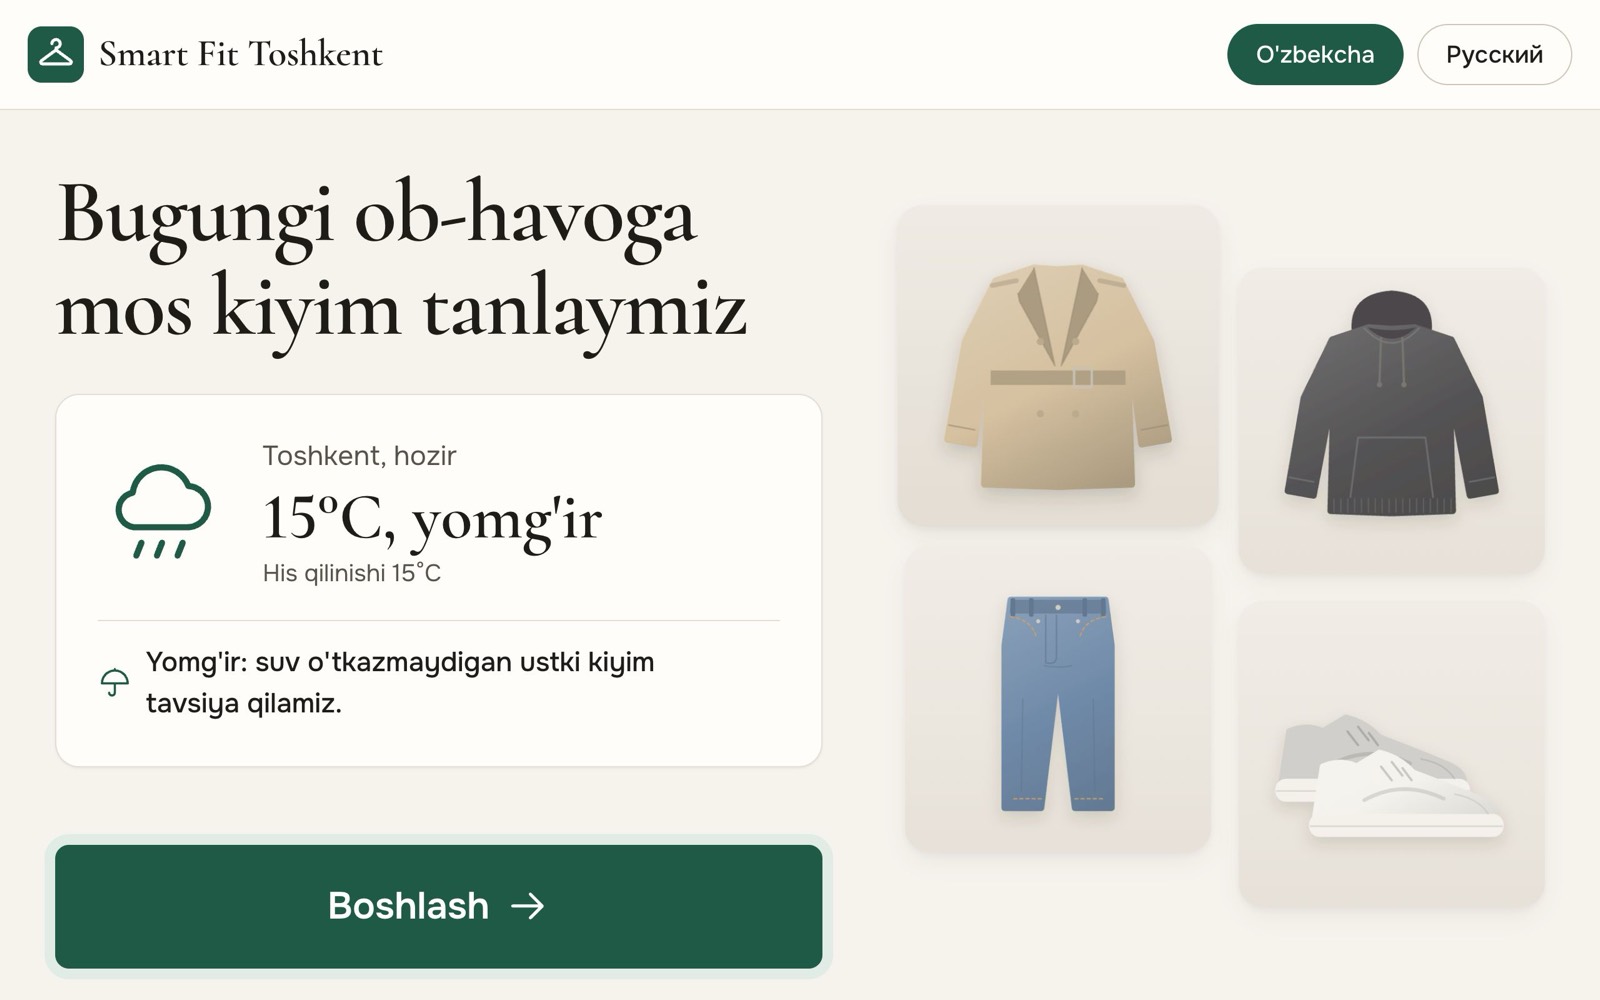 Smart Fit Toshkent
O'zbekcha
Русский
Bugungi ob-havoga
mos kiyim tanlaymiz
Toshkent, hozir
15°C, yomg'ir
His qilinishi 15°C
Yomg'ir: suv o'tkazmaydigan ustki kiyim
tavsiya qilamiz.
Boshlash →